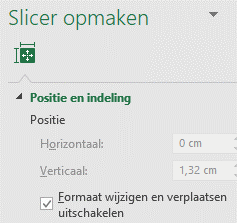 Slicer opmaken
Positie en indeling
Positie
Horizontaal: 0 cm
Verticaal: 1,32 cm
Formaat wijzigen en verplaatsen
uitschakelen